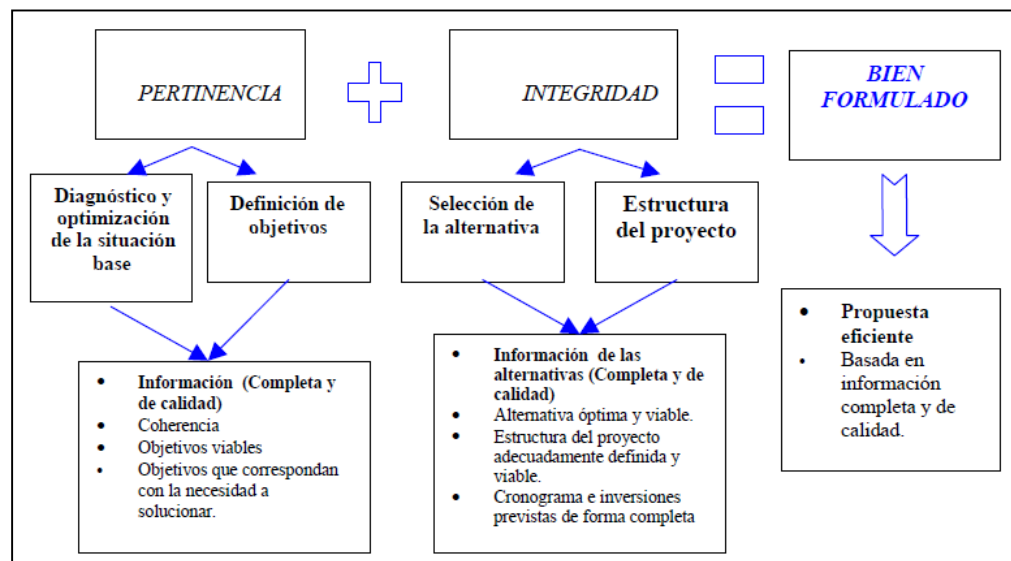 PERTINENCIA
INTEGRIDAD
BIEN
FORMULADO
Diagnóstico y
optimización
de la situación
base
Definición de
objetivos
Selección de
la alternativa
Estructura
del proyecto
• Información (Completa y
de calidad)
• Coherencia
• Objetivos viables
• Objetivos que correspondan
con la necesidad a
solucionar.
• Información de las
alternativas (Completa y de
calidad)
• Alternativa óptima y viable.
• Estructura del proyecto
adecuadamente definida y
viable.
• Cronograma e inversiones
previstas de forma completa
• Propuesta
eficiente
• Basada en
información
completa y de
calidad.